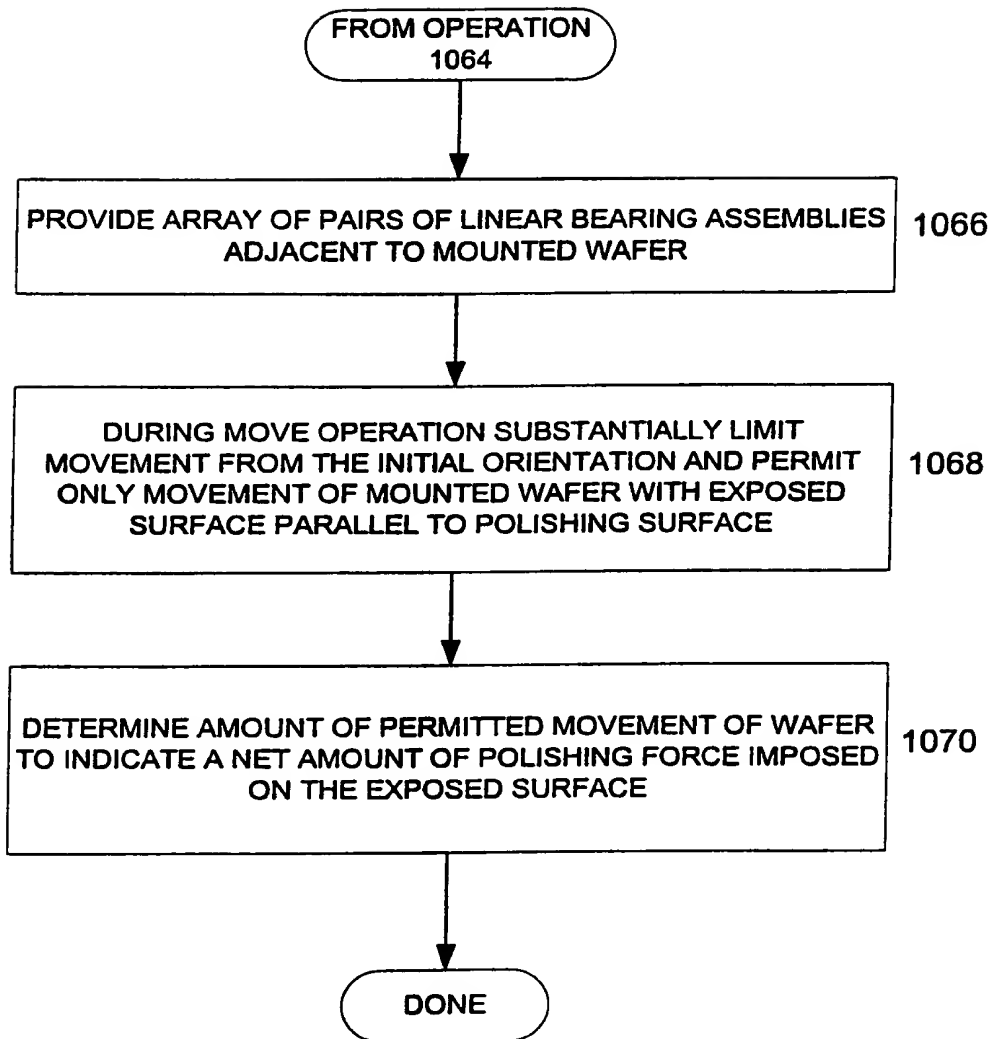 FROM OPERATION
1064
PROVIDE ARRAY OF PAIRS OF LINEAR BEARING ASSEMBLIES
ADJACENT TO MOUNTED WAFER
1066
DURING MOVE OPERATION SUBSTANTIALLY LIMIT
MOVEMENT FROM THE INITIAL ORIENTATION AND PERMIT
ONLY MOVEMENT OF MOUNTED WAFER WITH EXPOSED
SURFACE PARALLEL TO POLISHING SURFACE
1068
DETERMINE AMOUNT OF PERMITTED MOVEMENT OF WAFER
TO INDICATE A NET AMOUNT OF POLISHING FORCE IMPOSED
ON THE EXPOSED SURFACE
1070
DONE